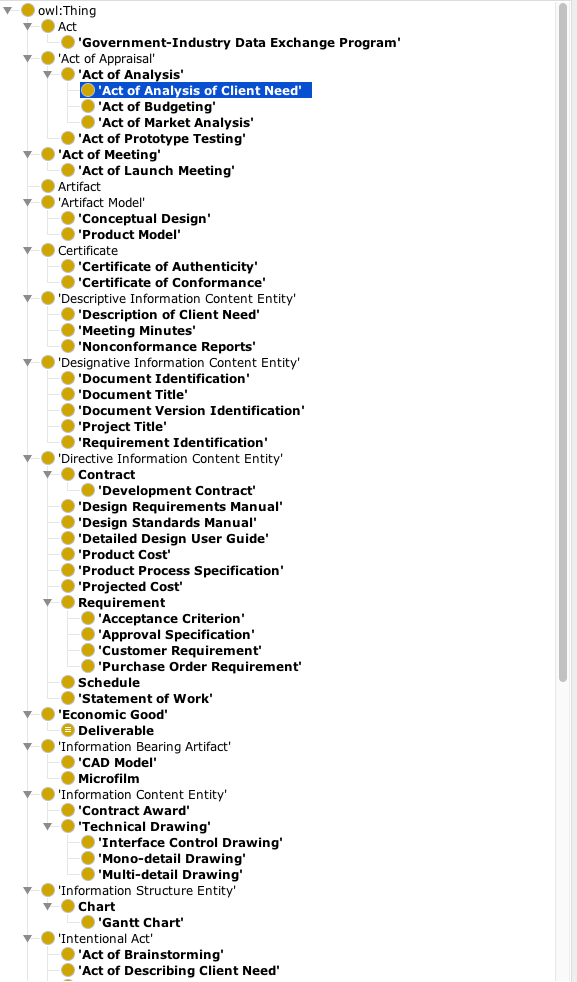 owl:Thing
Act
'Government-Industry Data Exchange Program'
'Act of Appraisal'
'Act of Analysis'
'Act of Analysis of Client Need'
'Act of Budgeting'
'Act of Market Analysis'
'Act of Prototype Testing'
'Act of Meeting'
'Act of Launch Meeting'
Artifact
'Artifact Model'
'Conceptual Design'
'Product Model'
Certificate
'Certificate of Authenticity'
'Certificate of Conformance'
'Descriptive Information Content Entity'
'Description of Client Need'
'Meeting Minutes'
'Nonconformance Reports'
'Designative Information Content Entity'
'Document Identification'
'Document Title'
'Document Version Identification'
'Project Title'
'Requirement Identification'
'Directive Information Content Entity'
Contract
'Development Contract'
'Design Requirements Manual'
'Design Standards Manual'
'Detailed Design User Guide'
'Product Cost'
'Product Process Specification'
'Projected Cost'
Requirement
'Acceptance Criterion'
'Approval Specification'
'Customer Requirement'
'Purchase Order Requirement'
Schedule
'Statement of Work'
'Economic Good'
Deliverable
'Information Bearing Artifact'
'CAD Model'
Microfilm
'Information Content Entity'
'Contract Award'
'Technical Drawing'
'Interface Control Drawing'
'Mono-detail Drawing'
'Multi-detail Drawing'
'Information Structure Entity'
Chart
'Gantt Chart'
'Intentional Act'
'Act of Brainstorming'
'Act of Describing Client Need'